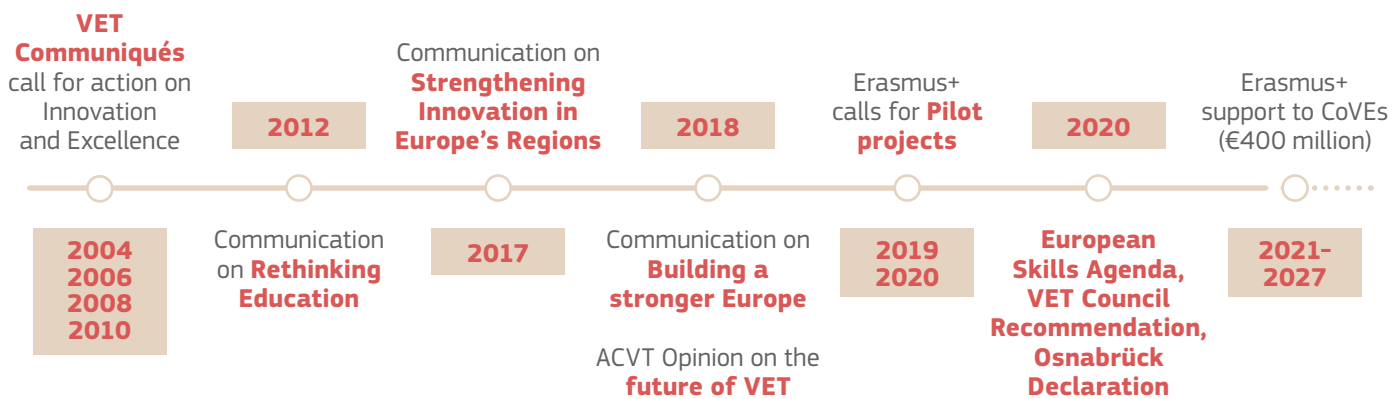 VET
Communiqués
call for action on
Innovation
and Excellence
2004
2006
2008
2010
2012
Communication
on Rethinking
Education
Communication on
Strengthening
Innovation in
Europe's Regions
2017
2018
Communication on
Building a
stronger Europe
ACVT Opinion on the
future of VET
Erasmus+
calls for Pilot
projects
2019
2020
2020
European
Skills Agenda,
VET Council
Recommendation,
Osnabrück
Declaration
Erasmus+
support to CoVEs
(€400 million)
2021–
2027